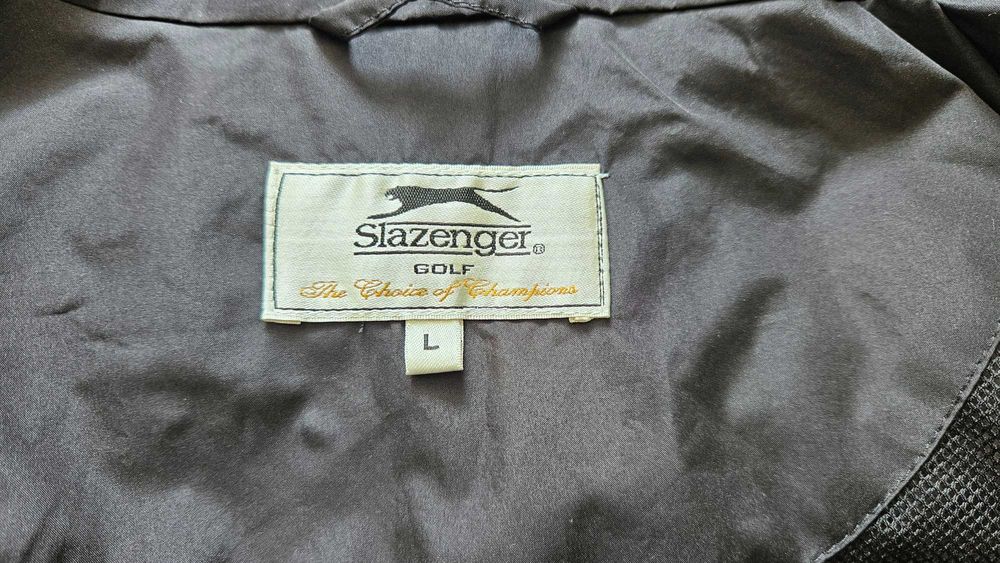 Slazenger®
GOLF
The Choice of Champions
L